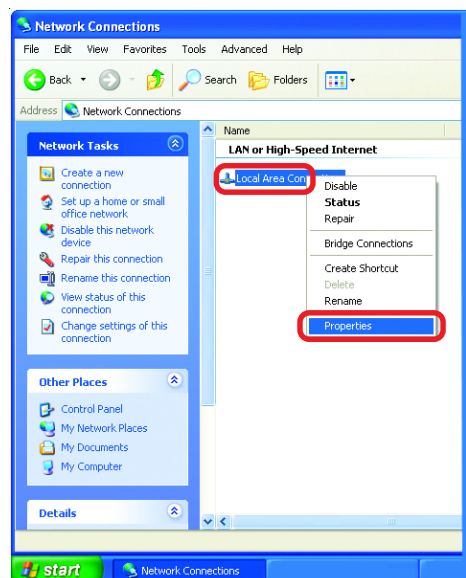 Network Connections
File Edit View Favorites Tools Advanced Help
Back Search Folders
Address Network Connections
Network Tasks
Create a new
connection
Set up a home or small
office network
Disable this network
device
Repair this connection
Rename this connection
View status of this
connection
Change settings of this
connection
Other Places
Control Panel
My Network Places
My Documents
My Computer
Details
Name
LAN or High-Speed Internet
Local Area Con
Disable
Status
Repair
Bridge Connections
Create Shortcut
Delete
Rename
Properties
start Network Connections